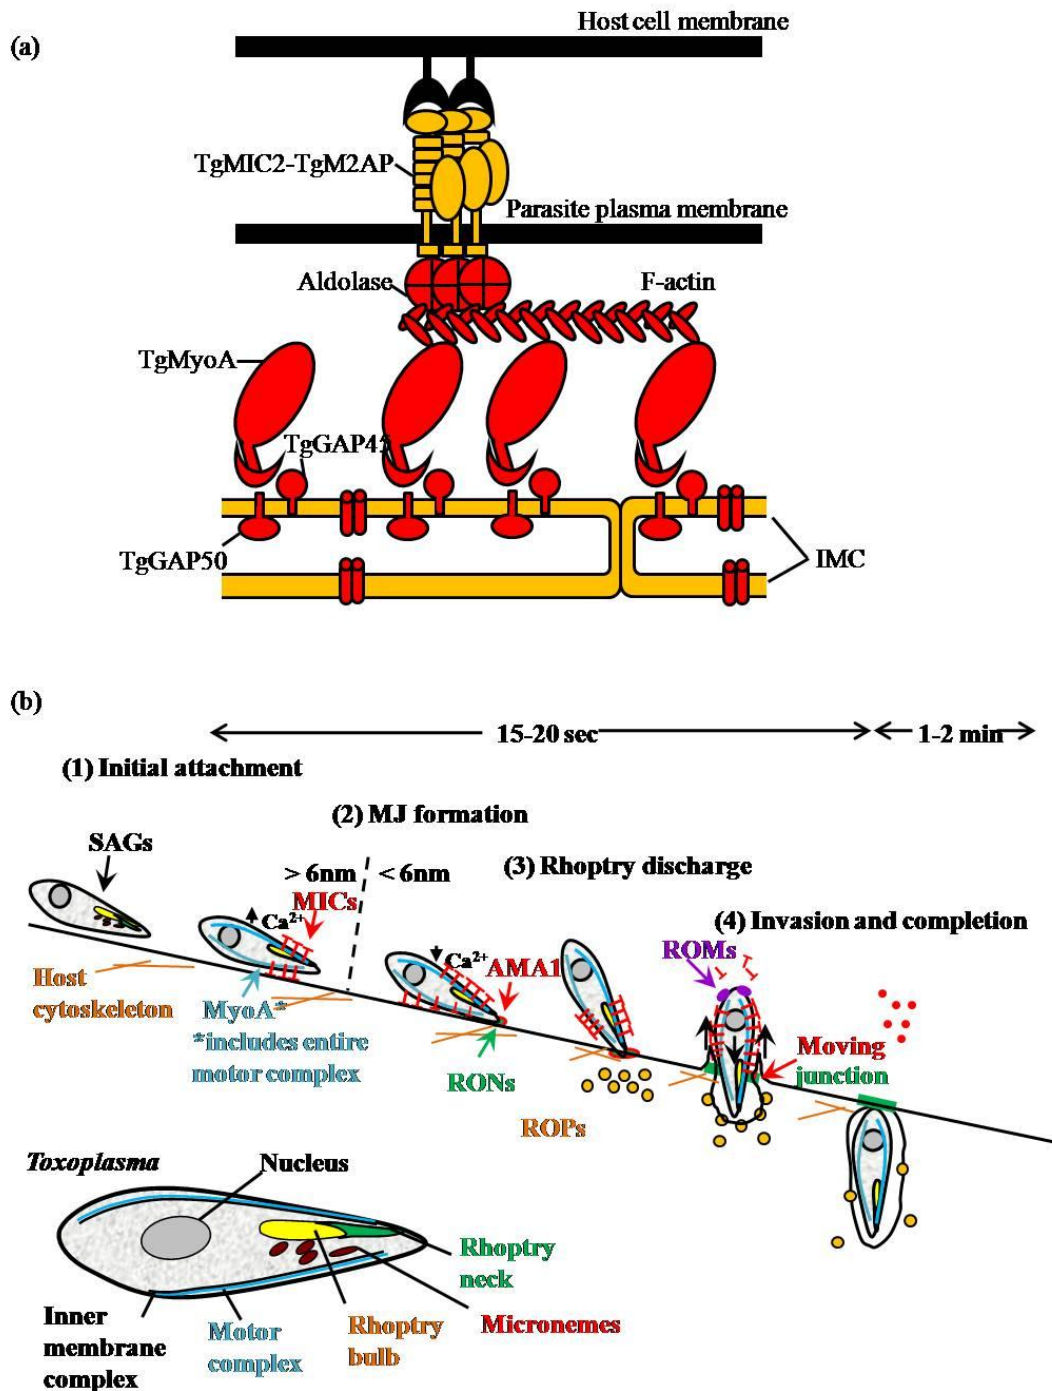 Host cell membrane
(a)
TgMIC2-TgM2AP
Parasite plasma membrane
Aldolase
F-actin
TgMyoA
TgGAP45
TgGAP50
IMC
(b)
15-20 sec
1-2 min
(1) Initial attachment
(2) MJ formation
SAGs
> 6nm
< 6nm
(3) Rhoptry discharge
MICs
Ca2+
(4) Invasion and completion
ROMs
Ca2+
AMA1
Host
cytoskeleton
MyoA*
*includes entire
motor complex
RONs
Moving
junction
ROPs
Toxoplasma
Nucleus
Rhoptry
neck
Inner
membrane
complex
Motor
complex
Rhoptry
bulb
Micronemes